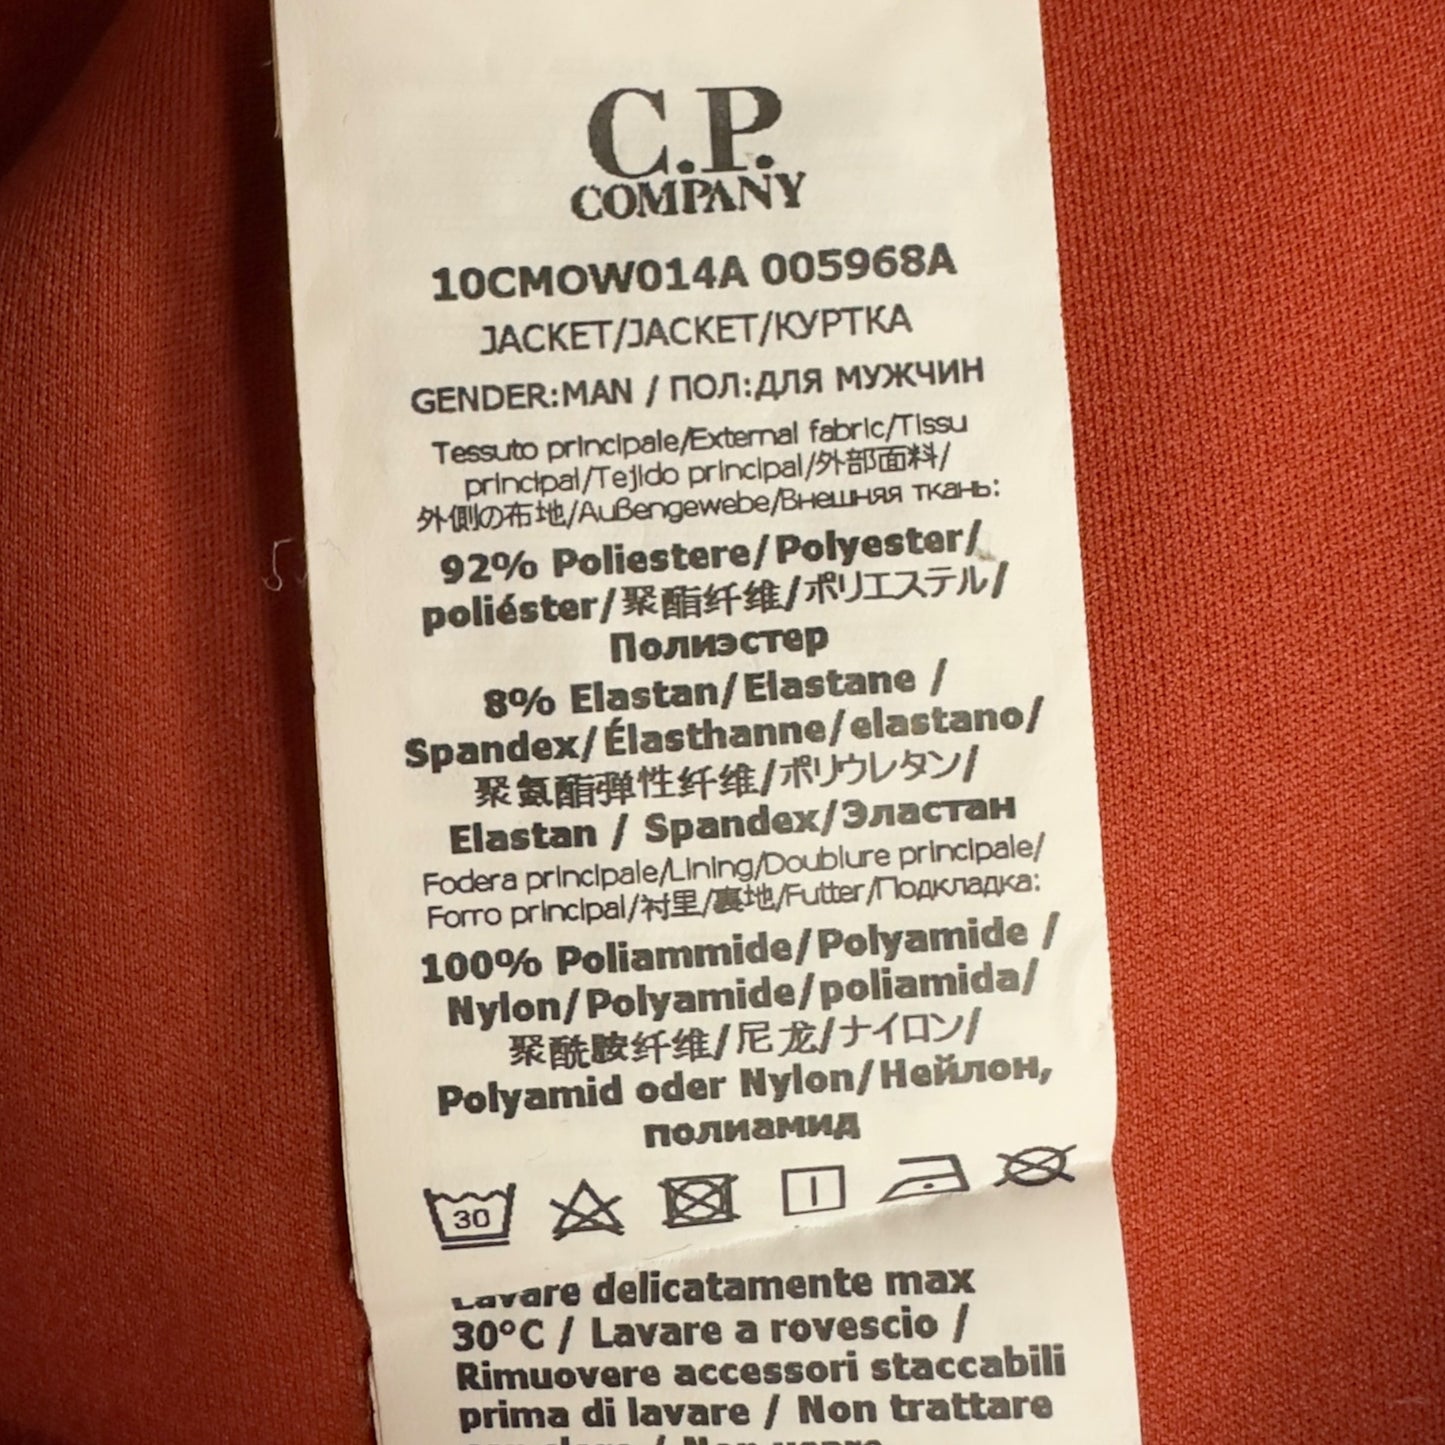 C.P.
COMPANY
10CMOW014A 005968A
JACKET/JACKET/КУРТКА
GENDER:MAN / ПОЛ:ДЛЯ МУЖЧИН
Tessuto principale/External fabric/Tissu
principal/Tejido principal/外部面料/
外側の布地/Außengewebe/Внешняя ткань:
92% Poliestere/Polyester/
poliéster/聚酯纤维/ポリエステル/
Полиэстер
8% Elastan/Elastane /
Spandex/Élasthanne/elastano/
聚氨酯弹性纤维/ポリウレタン/
Elastan / Spandex/Эластан
Fodera principale/Lining/Doublure principale/
Forro principal/衬里/裏地/Futter/Подкладка:
100% Poliammide/Polyamide /
Nylon/Polyamide/poliamida/
聚酰胺纤维/尼龙/ナイロン/
Polyamid oder Nylon/Нейлон,
полиамид
30
Lavare delicatamente max
30°C / Lavare a rovescio /
Rimuovere accessori staccabili
prima di lavare / Non trattare